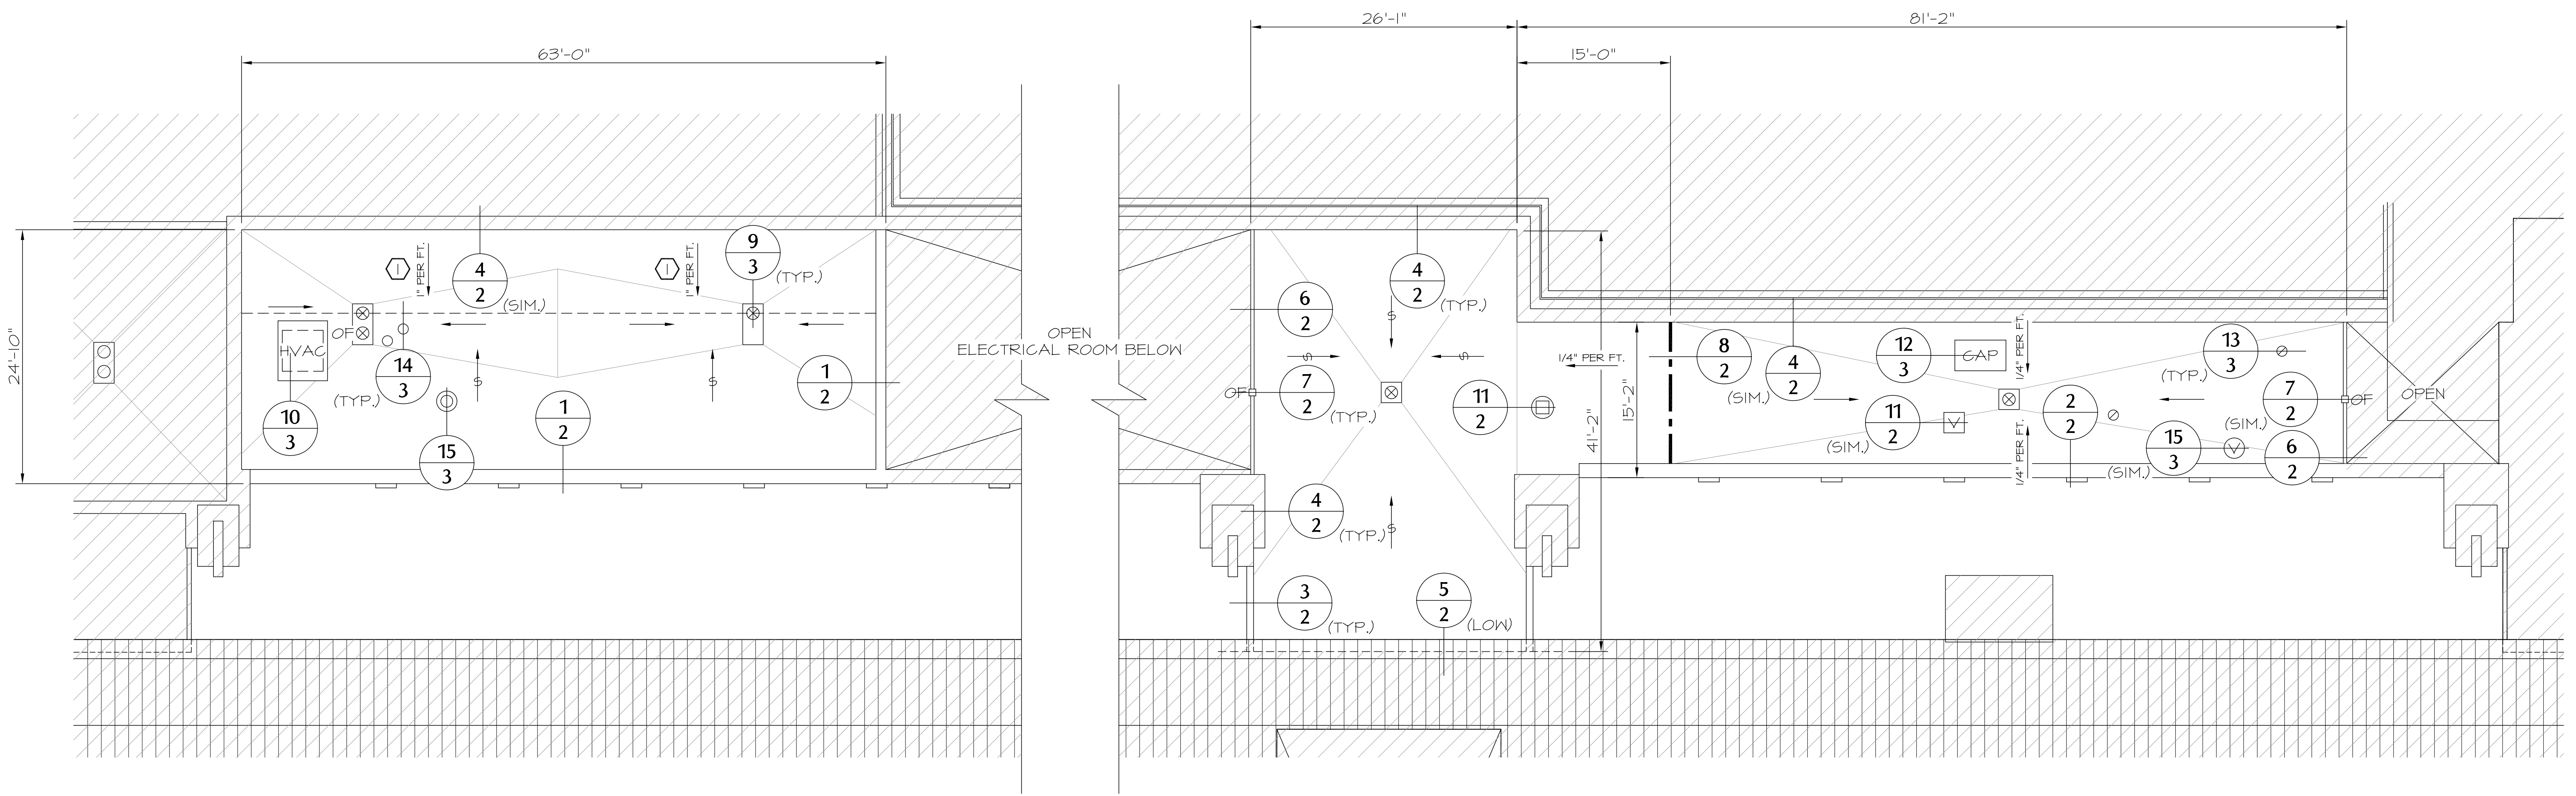 26'-1"
81'-2"
63'-0"
15'-0"
24'-10"
1" PER FT.
1
4
2
(SIM.)
1
1" PER FT.
9
3
(TYP.)
OF
HVAC
14
3
(TYP.)
10
3
15
3
S
1
2
S
1
2
OPEN
ELECTRICAL ROOM BELOW
6
2
4
2
(TYP.)
S
S
S
OF
7
2
(TYP.)
11
2
1/4" PER FT.
15'-2"
41'-2"
4
2
(TYP.)
S
3
2
(TYP.)
5
2
(LOW)
8
2
4
2
(SIM.)
12
3
CAP
1/4" PER FT.
13
3
(TYP.)
11
2
(SIM.)
V
2
2
1/4" PER FT.
7
2
(SIM.)
OF
OPEN
15
3
(SIM.)
V
6
2